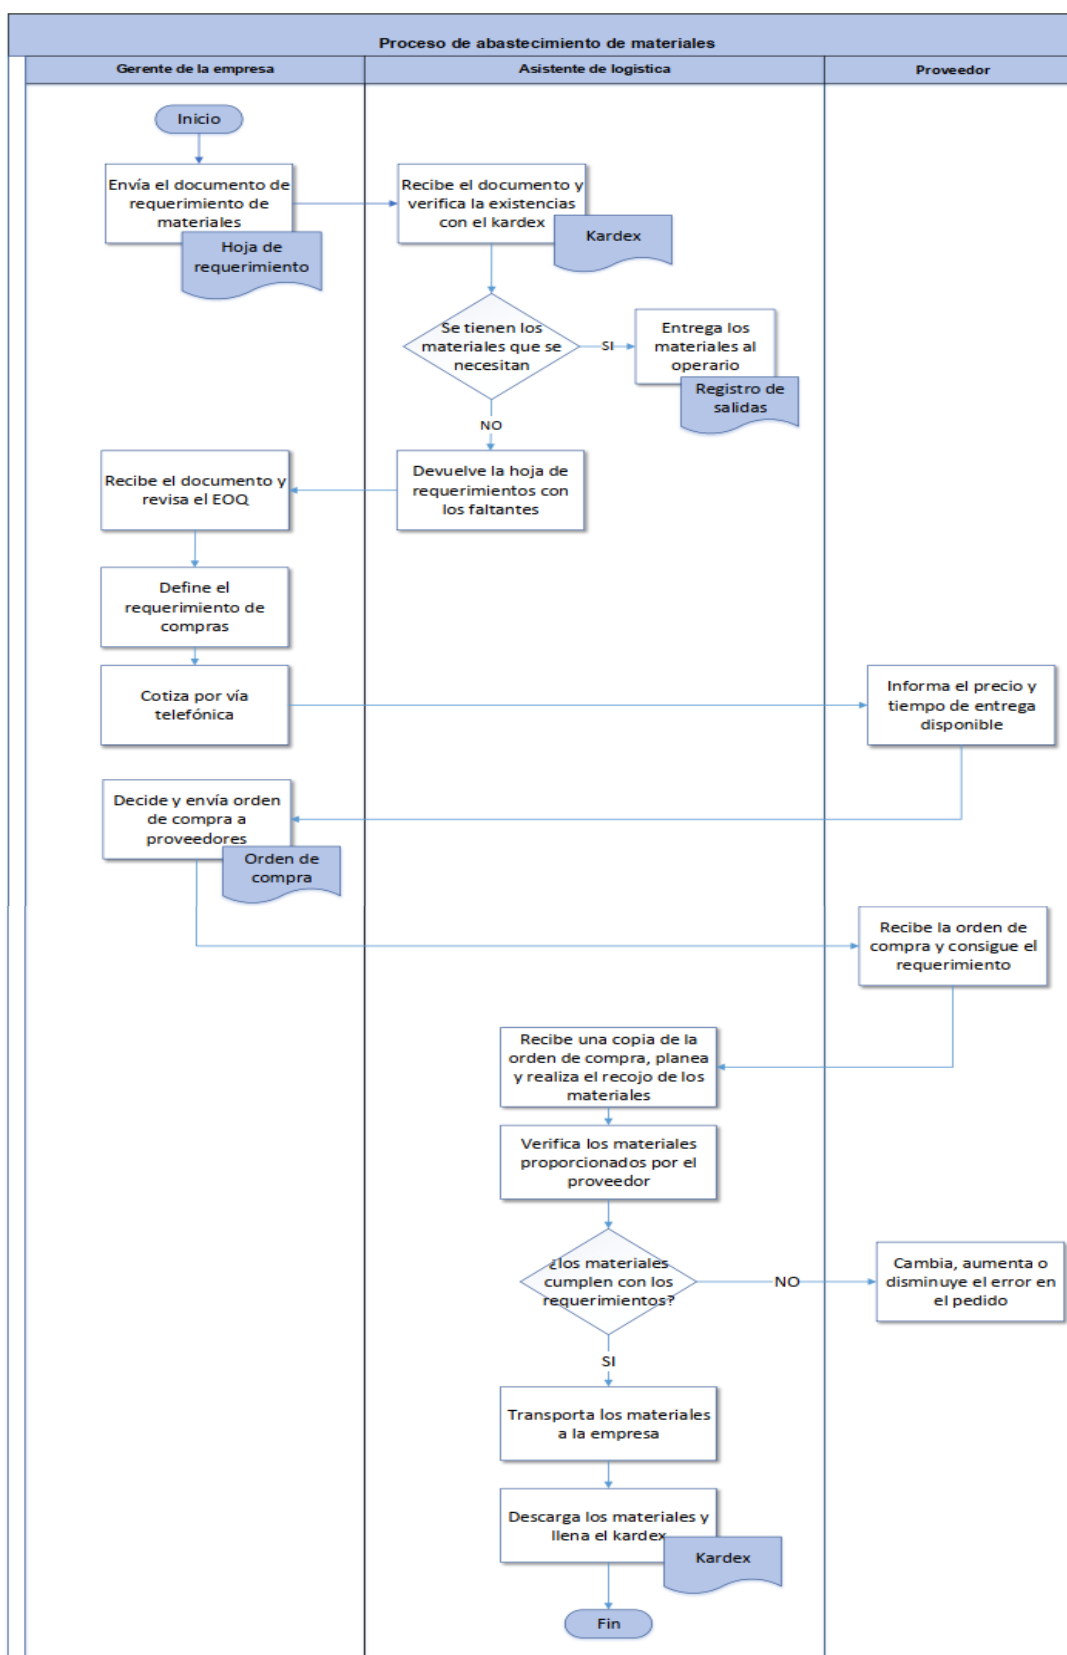 Proceso de abastecimiento de materiales
Gerente de la empresa
Asistente de logistica
Proveedor
Inicio
Envía el documento de
requerimiento de
materiales
Hoja de
requerimiento
Recibe el documento y
verifica la existencias
con el kardex
Kardex
Se tienen los
materiales que se
necesitan
SI
Entrega los
materiales al
operario
Registro de
salidas
NO
Devuelve la hoja de
requerimientos con
los faltantes
Recibe el documento y
revisa el EOQ
Define el
requerimiento de
compras
Cotiza por vía
telefónica
Informa el precio y
tiempo de entrega
disponible
Decide y envía orden
de compra a
proveedores
Orden de
compra
Recibe la orden de
compra y consigue el
requerimiento
Recibe una copia de la
orden de compra, planea
y realiza el recojo de los
materiales
Verifica los materiales
proporcionados por el
proveedor
¿los materiales
cumplen con los
requerimientos?
NO
Cambia, aumenta o
disminuye el error en
el pedido
SI
Transporta los materiales
a la empresa
Descarga los materiales y
llena el kardex
Kardex
Fin